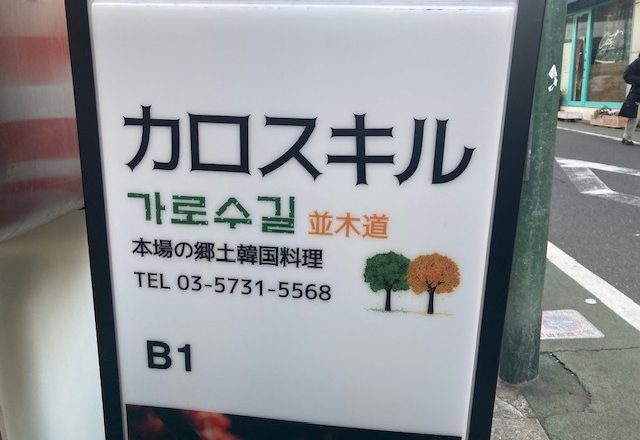 カロスキル
가로수길 並木道
本場の郷土韓国料理
TEL 03-5731-5568
B1